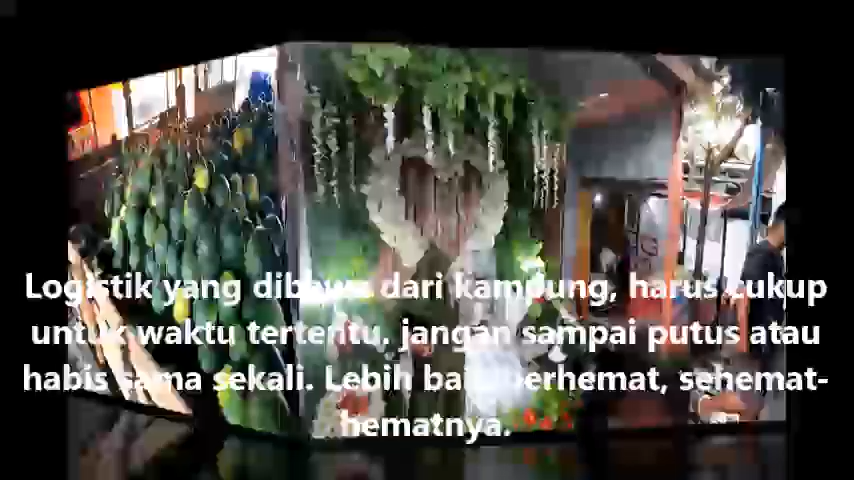 Logistik yang dibawa dari kampung, harus cukup
untuk waktu tertentu. jangan sampai putus atau
habis sama sekali. Lebih baik berhemat, sehemat-
hematnya.